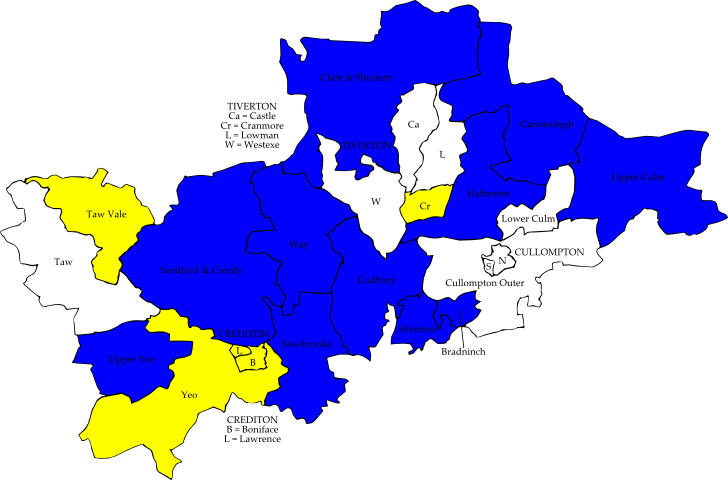 Clare & Shuttern
TIVERTON
Ca = Castle
Cr = Cranmore
L = Lowman
W = Westexe
Ca
Canonsleigh
TIVERTON
L
Upper Culm
Halberton
W
Cr
Taw Vale
Lower Culm
Way
CULLOMPTON
Taw
N
S
Sandford & Creedy
Cadbury
Cullompton Outer
Silverton
CREDITON
Newbrooke
L
Bradninch
Upper Yeo
B
Yeo
CREDITON
B = Boniface
L = Lawrence